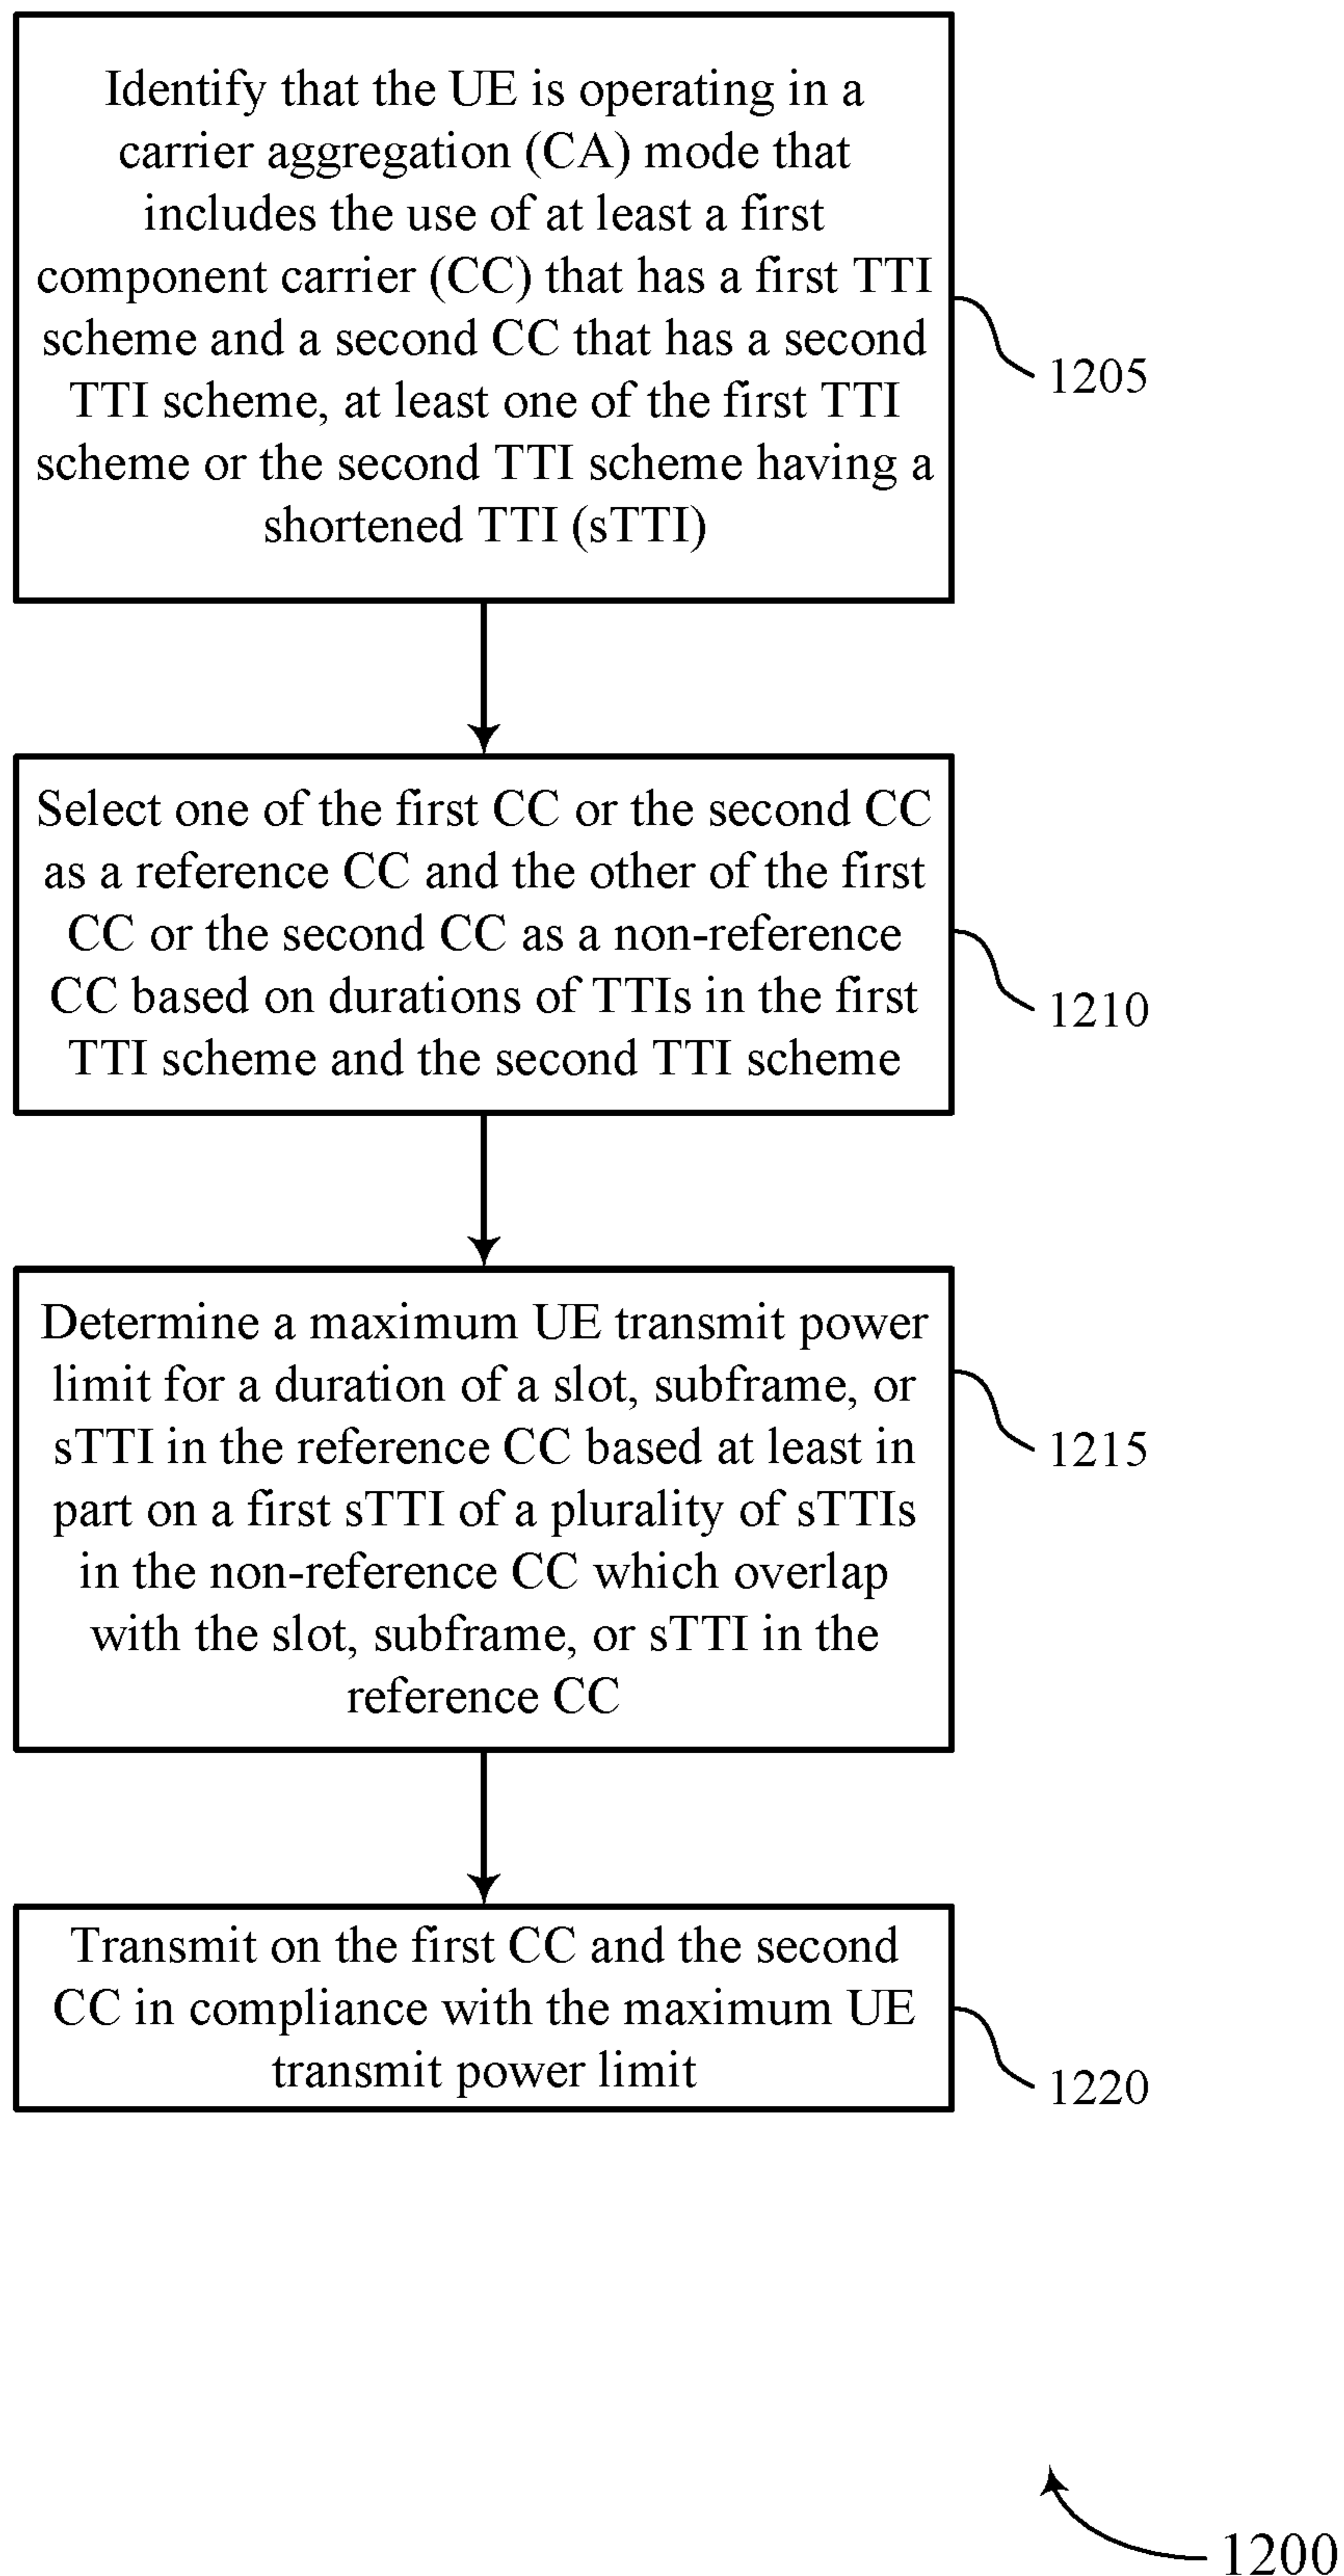 Identify that the UE is operating in a
carrier aggregation (CA) mode that
includes the use of at least a first
component carrier (CC) that has a first TTI
scheme and a second CC that has a second
TTI scheme, at least one of the first TTI
scheme or the second TTI scheme having a
shortened TTI (sTTI)
1205
Select one of the first CC or the second CC
as a reference CC and the other of the first
CC or the second CC as a non-reference
CC based on durations of TTIs in the first
TTI scheme and the second TTI scheme
1210
Determine a maximum UE transmit power
limit for a duration of a slot, subframe, or
sTTI in the reference CC based at least in
part on a first sTTI of a plurality of sTTIs
in the non-reference CC which overlap
with the slot, subframe, or sTTI in the
reference CC
1215
Transmit on the first CC and the second
CC in compliance with the maximum UE
transmit power limit
1220
1200